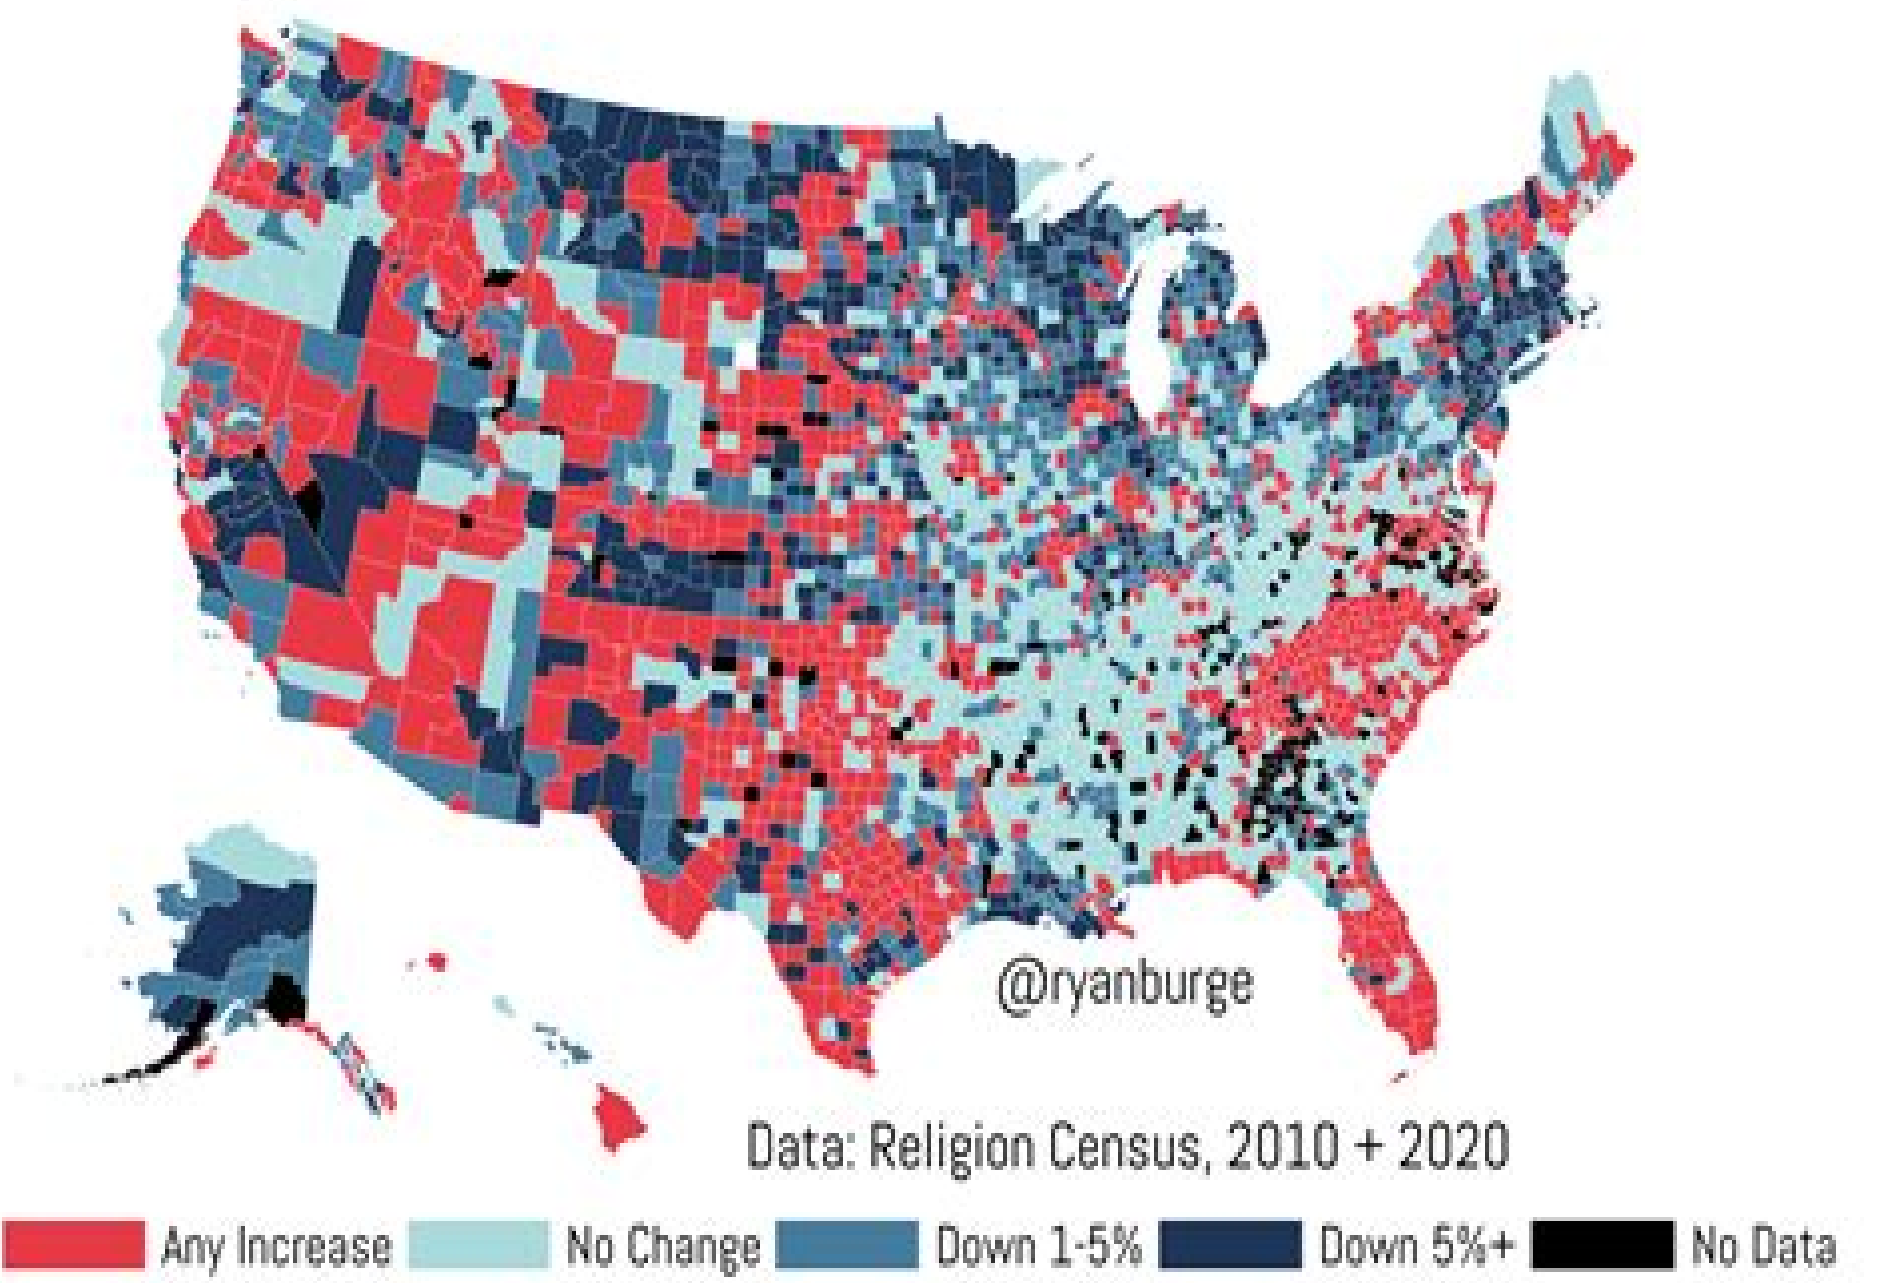 @ryanburge
Data: Religion Census, 2010 + 2020
Any Increase No Change Down 1-5% Down 5%+ No Data